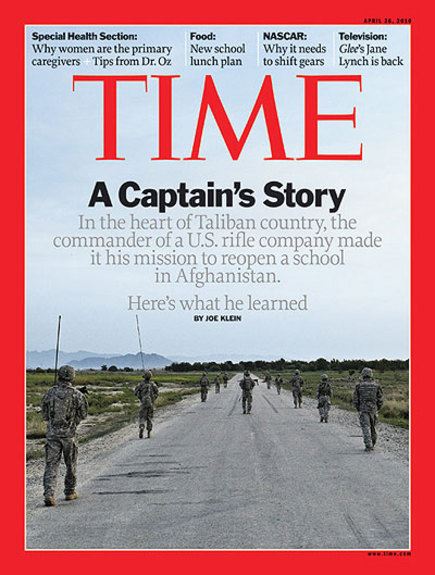 APRIL 26, 2010
Special Health Section:
Why women are the primary
caregivers + Tips from Dr. Oz
Food:
New school
lunch plan
NASCAR:
Why it needs
to shift gears
Television:
Glee's Jane
Lynch is back
TIME
A Captain's Story
In the heart of Taliban country, the
commander of a U.S. rifle company made
it his mission to reopen a school
in Afghanistan.
Here's what he learned
BY JOE KLEIN
www.time.com